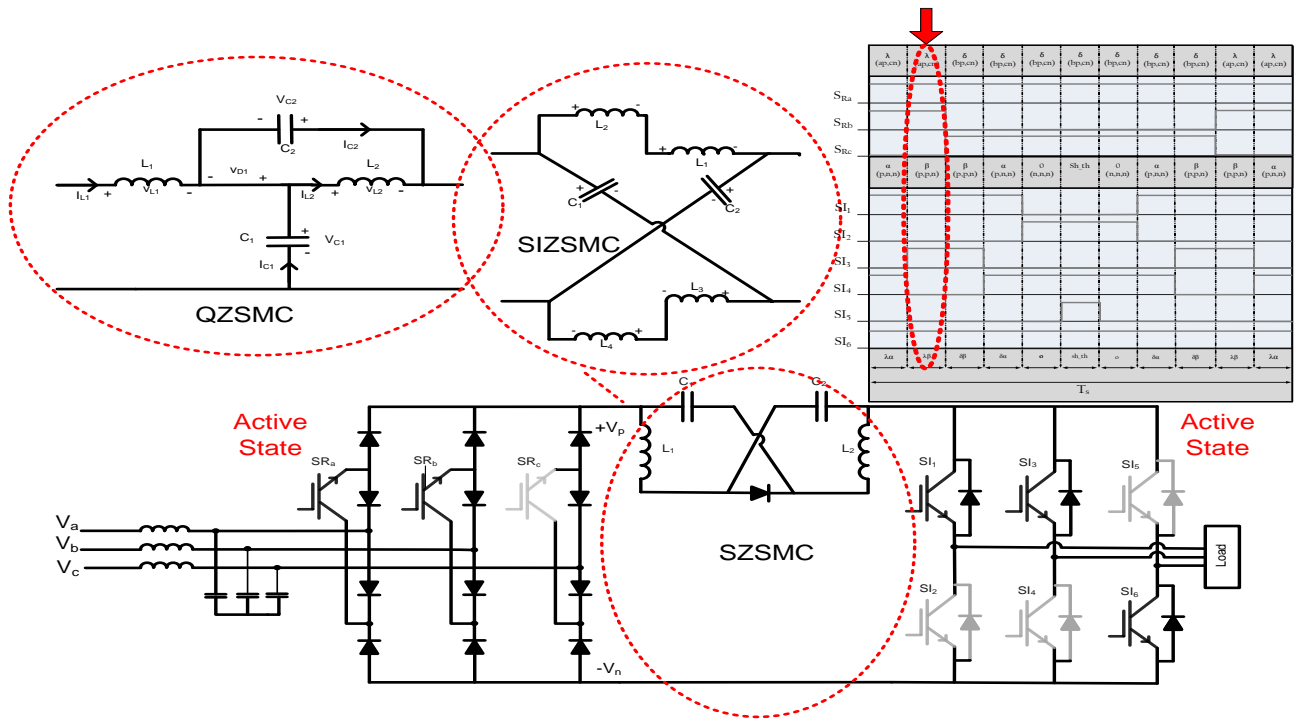 V_C2
- +
C_2
I_C2
L_1
L_2
- v_D1 +
I_L1
+ v_L1 -
I_L2
+ v_L2 -
C_1
+
V_C1
-
I_C1
QZSMC
+ -
L_2
L_1
+ -
+ -
C_1
+ -
C_2
SIZSMC
L_3
- +
- +
L_4
λ λ δ δ δ δ δ δ δ λ λ
(ap,cn) (ap,cn) (bp,cn) (bp,cn) (bp,cn) (bp,cn) (bp,cn) (bp,cn) (bp,cn) (ap,cn) (ap,cn)
S_Ra
S_Rb
S_Rc
α β β α 0 Sh_th 0 α β β α
(p,n,n) (p,p,n) (p,p,n) (p,n,n) (n,n,n) (n,n,n) (p,n,n) (p,p,n) (p,p,n) (p,n,n)
SI_1
SI_2
SI_3
SI_4
SI_5
SI_6
λα λβ δβ δα sh_th o δα δβ λβ λα
T_s
Active
State
SR_a
SR_b
SR_c
+V_p
C
C_2
L_1
L_2
SZSMC
-V_n
V_a
V_b
V_c
Active
State
SI_1
SI_3
SI_5
SI_2
SI_4
SI_6
Load